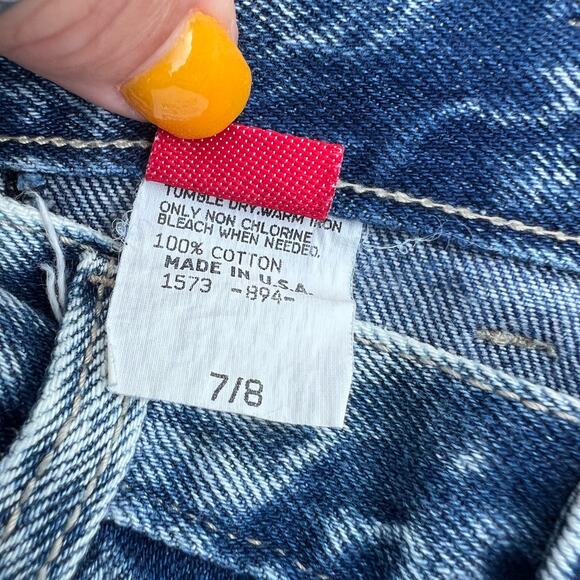 TUMBLE DRY.WARM IRON
ONLY NON CHLORINE
BLEACH WHEN NEEDED.
100% COTTON
MADE IN U.S.A.
1573 -894-
7/8